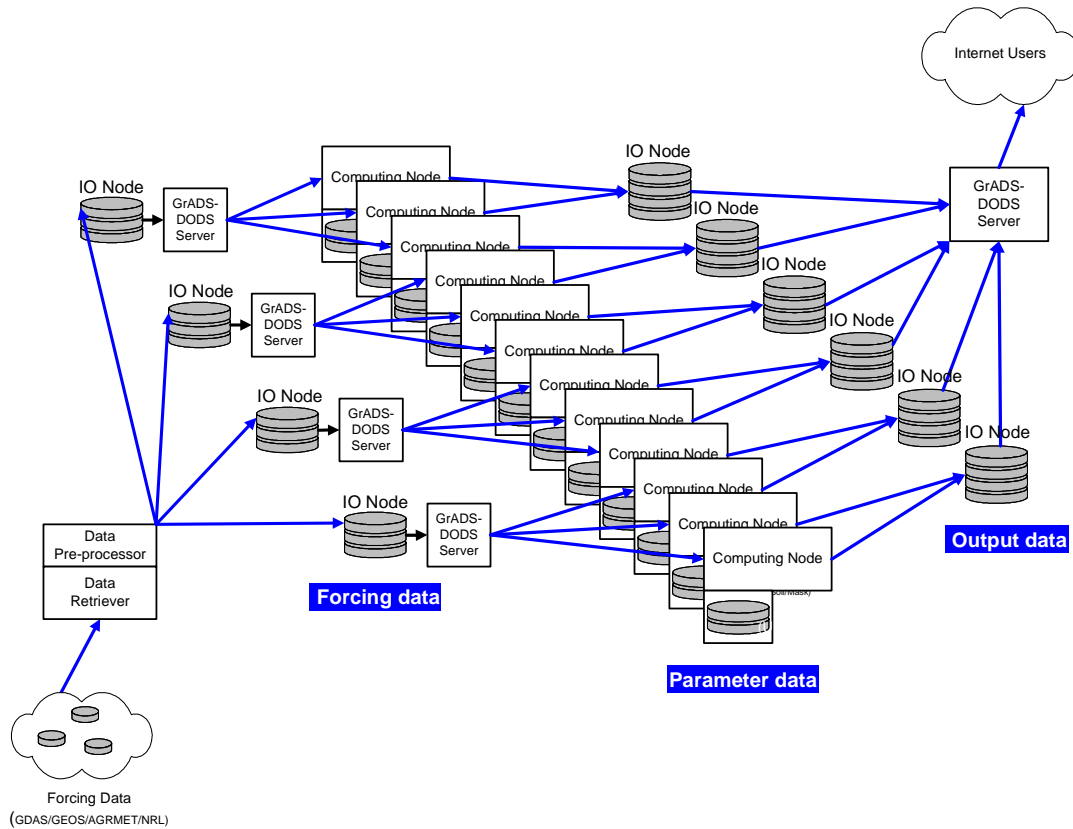 Internet Users
IO Node
GrADS-
DODS
Server
IO Node
GrADS-
DODS
Server
Computing Node
Computing Node
Computing Node
Computing Node
Computing Node
Computing Node
Computing Node
Computing Node
Computing Node
Computing Node
Computing Node
Computing Node
IO Node
IO Node
IO Node
IO Node
IO Node
IO Node
GrADS-
DODS
Server
IO Node
GrADS-
DODS
Server
IO Node
GrADS-
DODS
Server
Data
Pre-processor
Data
Retriever
Forcing data
Output data
Parameter data
Forcing Data
(GDAS/GEOS/AGRMET/NRL)